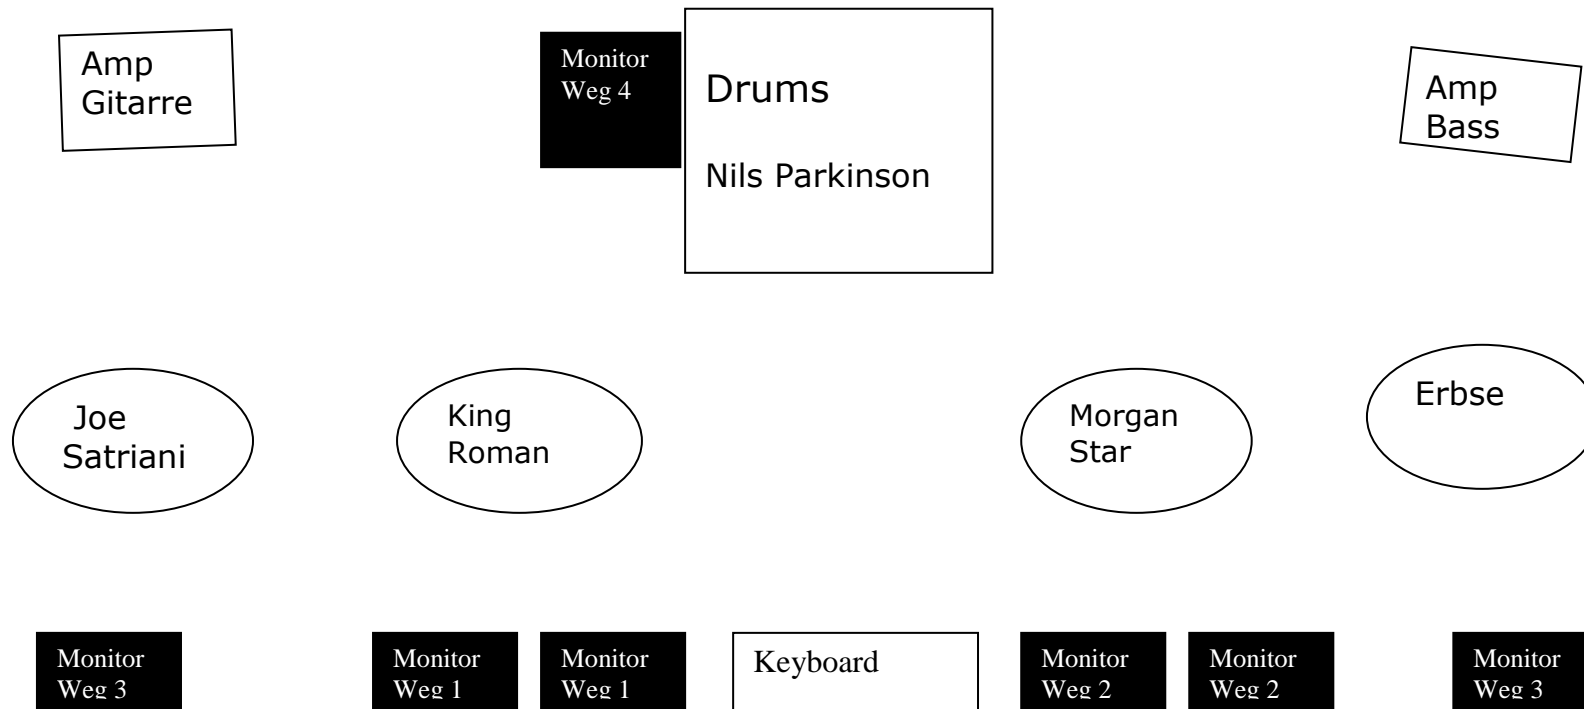 Amp
Gitarre
Monitor
Weg 4
Drums
Nils Parkinson
Amp
Bass
Joe
Satriani
King
Roman
Morgan
Star
Erbse
Monitor
Weg 3
Monitor
Weg 1
Monitor
Weg 1
Keyboard
Monitor
Weg 2
Monitor
Weg 2
Monitor
Weg 3